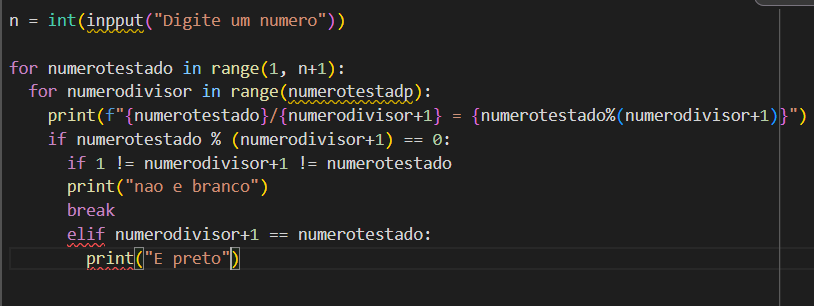 n = int(inpput("Digite um numero"))
for numerotestado in range(1, n+1):
for numerodivisor in range(numerotestadp):
print(f"{numerotestado}/{numerodivisor+1} = {numerotestado%(numerodivisor+1)}")
if numerotestado % (numerodivisor+1) == 0:
if 1 != numerodivisor+1 != numerotestado
print("nao e branco")
break
elif numerodivisor+1 == numerotestado:
print("E preto")